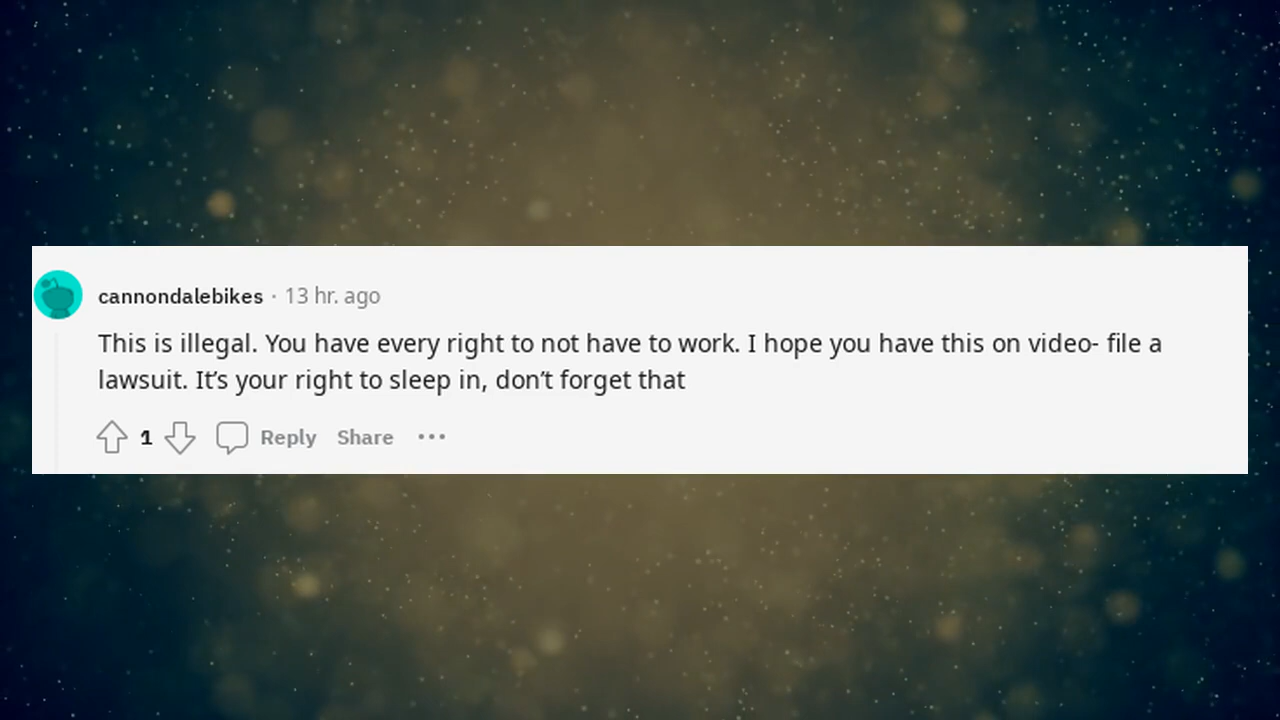 cannondalebikes · 13 hr. ago
This is illegal. You have every right to not have to work. I hope you have this on video- file a
lawsuit. It’s your right to sleep in, don’t forget that
1 Reply Share ···